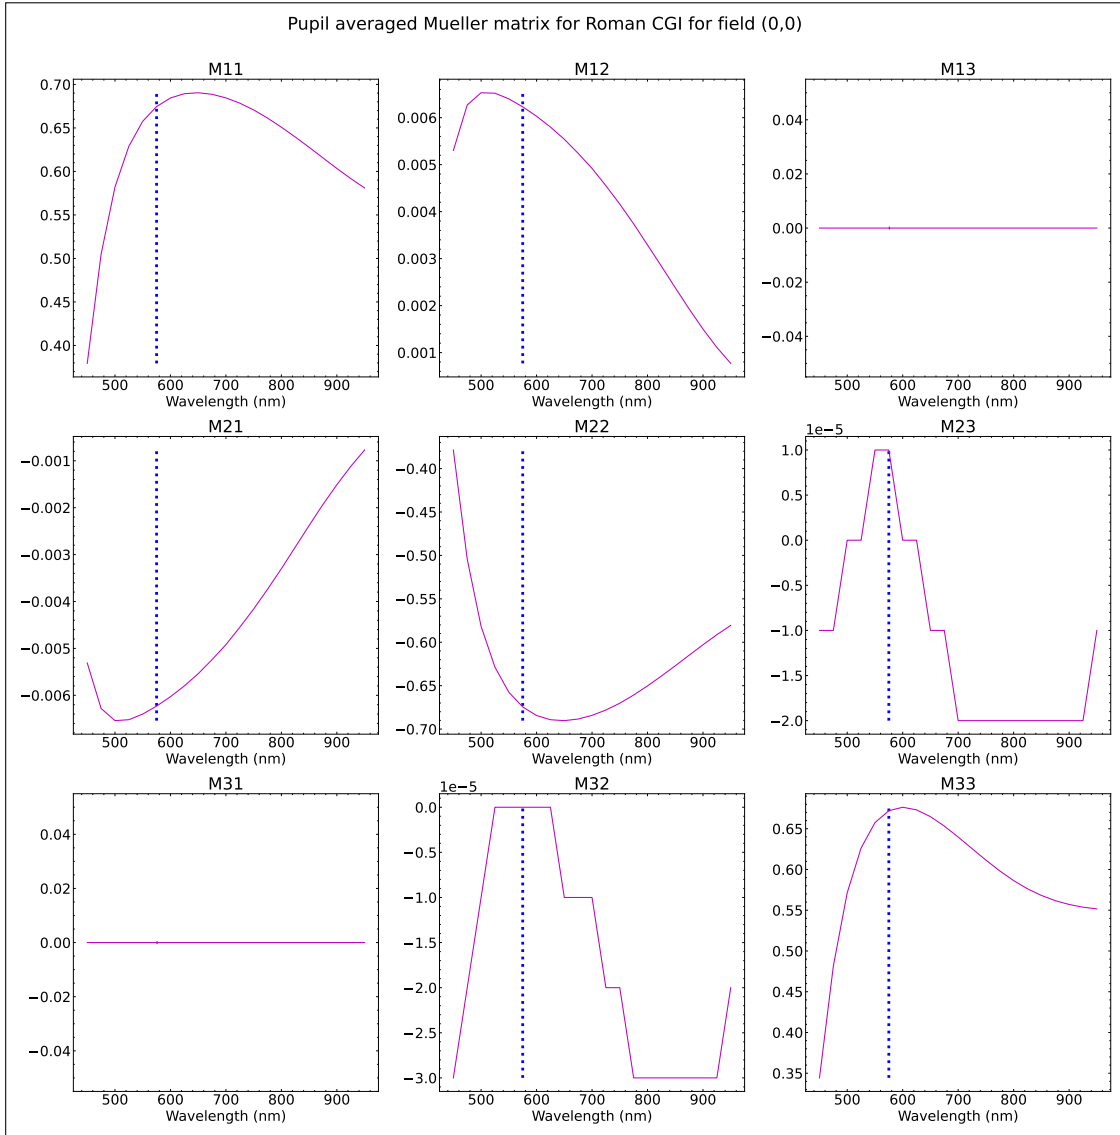 Pupil averaged Mueller matrix for Roman CGI for field (0,0)
M11
M12
M13
0.70
0.65
0.60
0.55
0.50
0.45
0.40
0.006
0.005
0.004
0.003
0.002
0.001
0.04
0.02
0.00
−0.02
−0.04
500 600 700 800 900
500 600 700 800 900
500 600 700 800 900
Wavelength (nm)
Wavelength (nm)
Wavelength (nm)
M21
M22
M23
−0.001
−0.002
−0.003
−0.004
−0.005
−0.006
−0.40
−0.45
−0.50
−0.55
−0.60
−0.65
−0.70
1e−5
1.0
0.5
0.0
−0.5
−1.0
−1.5
−2.0
500 600 700 800 900
500 600 700 800 900
500 600 700 800 900
Wavelength (nm)
Wavelength (nm)
Wavelength (nm)
M31
M32
M33
0.04
0.02
0.00
−0.02
−0.04
1e−5
0.0
−0.5
−1.0
−1.5
−2.0
−2.5
−3.0
0.65
0.60
0.55
0.50
0.45
0.40
0.35
500 600 700 800 900
500 600 700 800 900
500 600 700 800 900
Wavelength (nm)
Wavelength (nm)
Wavelength (nm)